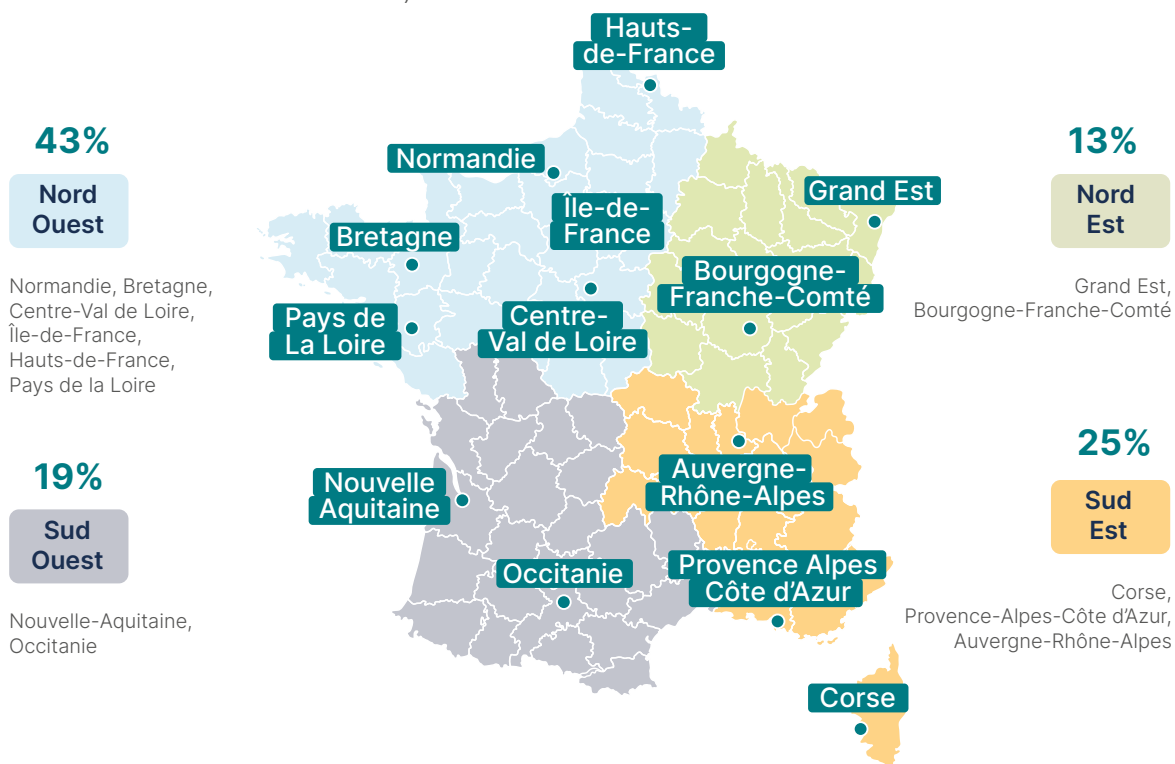 Hauts-
de-France
43%
Nord
Ouest
Normandie, Bretagne,
Centre-Val de Loire,
Île-de-France,
Hauts-de-France,
Pays de la Loire
19%
Sud
Ouest
Nouvelle-Aquitaine,
Occitanie
Normandie
Île-de-
France
Bretagne
Pays de
La Loire
Centre-
Val de Loire
Grand Est
Bourgogne-
Franche-Comté
Nouvelle
Aquitaine
Auvergne-
Rhône-Alpes
Occitanie
Provence Alpes
Côte d’Azur
Corse
13%
Nord
Est
Grand Est,
Bourgogne-Franche-Comté
25%
Sud
Est
Corse,
Provence-Alpes-Côte d’Azur,
Auvergne-Rhône-Alpes